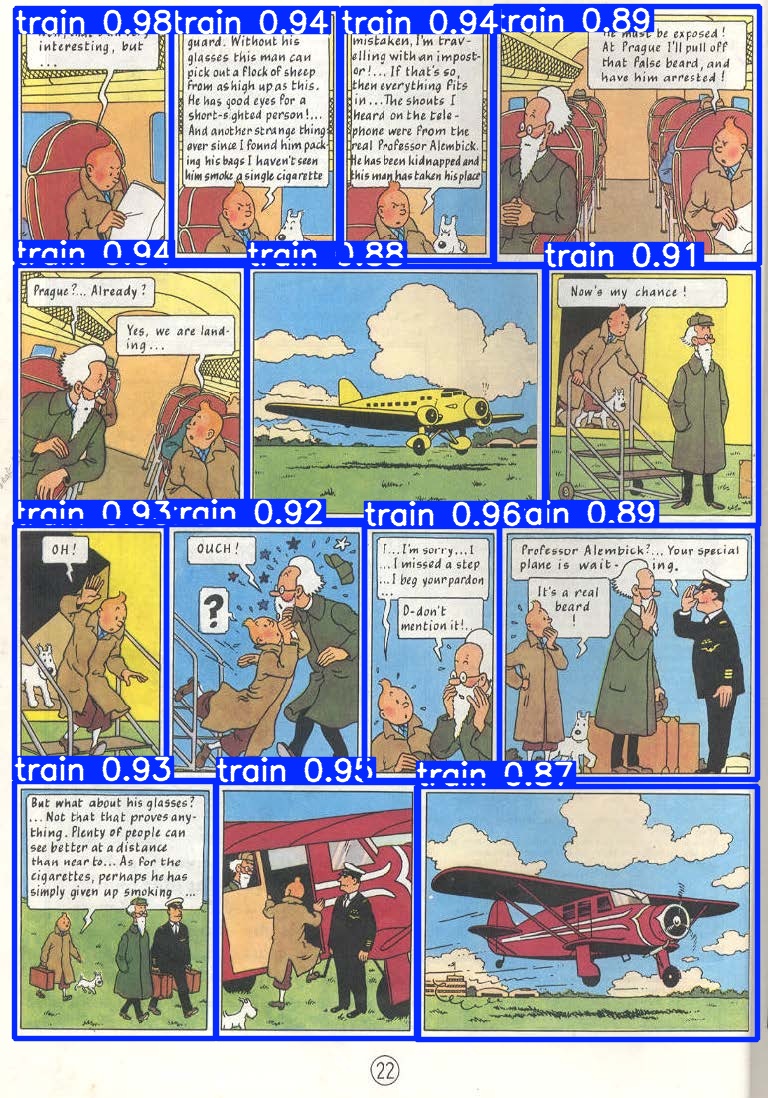 train 0.98
train 0.94
train 0.94
train 0.89
interesting, but
...
guard. Without his
glasses this man can
pick out a flock of sheep
from as high up as this.
He has good eyes for a
short-sighted person!...
And another strange thing:
ever since I found him pack
ing his bags I haven't seen
him smoke a single cigarette
mistaken, I'm trav-
elling with an impost-
or!... If that's so,
then everything fits
in... The shouts I
heard on the tele-
phone were from the
real Professor Alembick.
He has been kidnapped and
this man has taken his place
He must be exposed!
At Prague I'll pull off
that false beard, and
have him arrested!
train 0.94
train 0.88
train 0.91
Prague?... Already?
Yes, we are land-
ing...
Now's my chance!
train 0.93
train 0.92
train 0.96
ain 0.89
OH!
OUCH!
?
I...I'm sorry...I
...I missed a step
...I beg your pardon
D-don't
mention it!..
Professor Alembick?... Your special
plane is wait- ing.
It's a real
beard
!
train 0.93
train 0.95
train 0.87
But what about his glasses?
... Not that that proves any-
thing. Plenty of people can
see better at a distance
than near to... As for the
cigarettes, perhaps he has
simply given up smoking ...
22